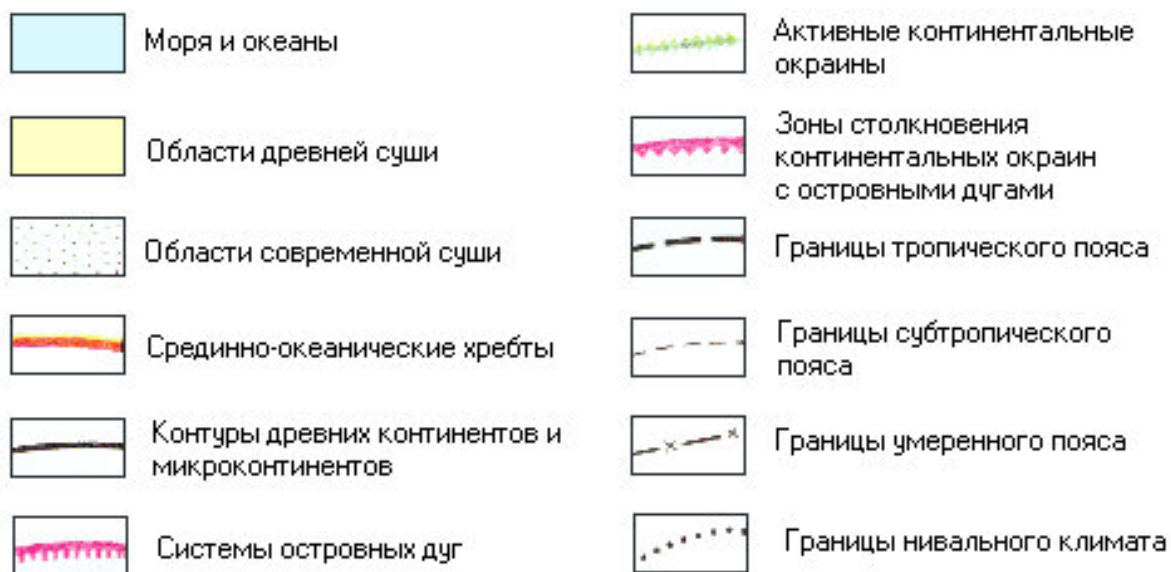 Моря и океаны
Области древней суши
Области современной суши
Срединно-океанические хребты
Контуры древних континентов и
микроконтинентов
Системы островных дуг
Активные континентальные
окраины
Зоны столкновения
континентальных окраин
с островными дугами
Границы тропического пояса
Границы субтропического
пояса
Границы умеренного пояса
Границы нивального климата